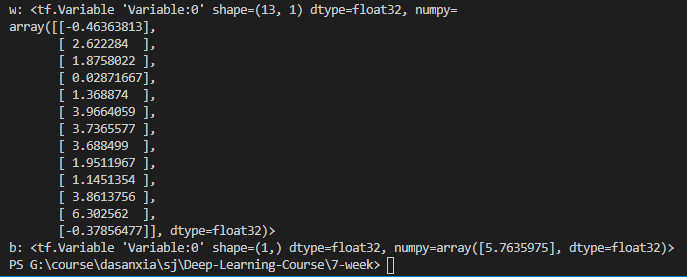 w: <tf.Variable 'Variable:0' shape=(13, 1) dtype=float32, numpy=
array([[-0.46363813],
       [ 2.622284  ],
       [ 1.8758022 ],
       [ 0.02871667],
       [ 1.368874  ],
       [ 3.9664059 ],
       [ 3.7365577 ],
       [ 3.688499  ],
       [ 1.9511967 ],
       [ 1.1451354 ],
       [ 3.8613756 ],
       [ 6.302562  ],
       [-0.37856477]], dtype=float32)>
b: <tf.Variable 'Variable:0' shape=(1,) dtype=float32, numpy=array([5.7635975], dtype=float32)>
PS G:\course\dasanxia\sj\Deep-Learning-Course\7-week>